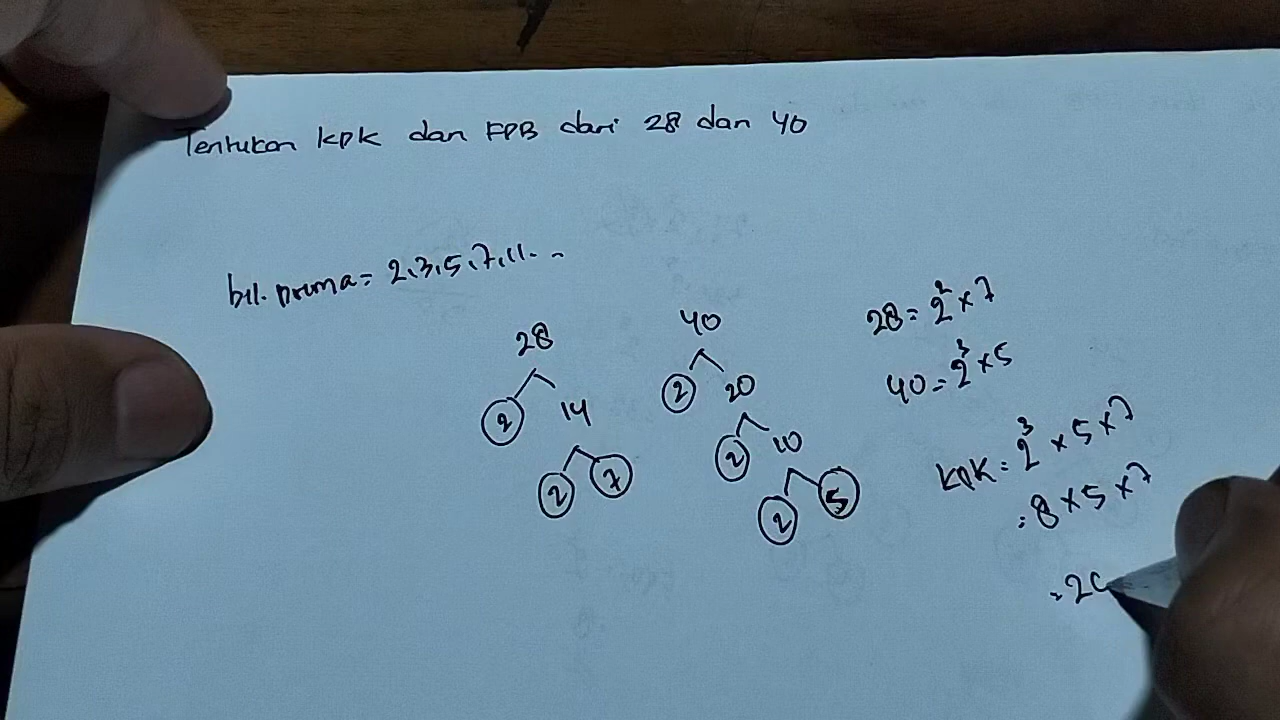 Tentukan KPK dan FPB dari 28 dan 40
bil. prima = 2,3,5,7,11...
28
2 14
2 7
40
2 20
2 10
2 5
28 = 2² × 7
40 = 2³ × 5
KPK = 2³ × 5 × 7
= 8 × 5 × 7
= 2